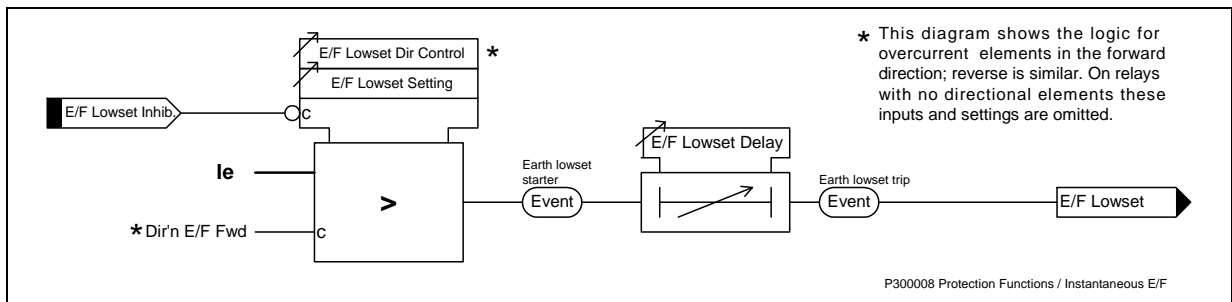 E/F Lowset Dir Control *
E/F Lowset Setting
E/F Lowset Inhib.
c
Ie
>
* Dir'n E/F Fwd
c
Earth lowset
starter
Event
E/F Lowset Delay
Earth lowset trip
Event
E/F Lowset
* This diagram shows the logic for
overcurrent elements in the forward
direction; reverse is similar. On relays
with no directional elements these
inputs and settings are omitted.
P300008 Protection Functions / Instantaneous E/F